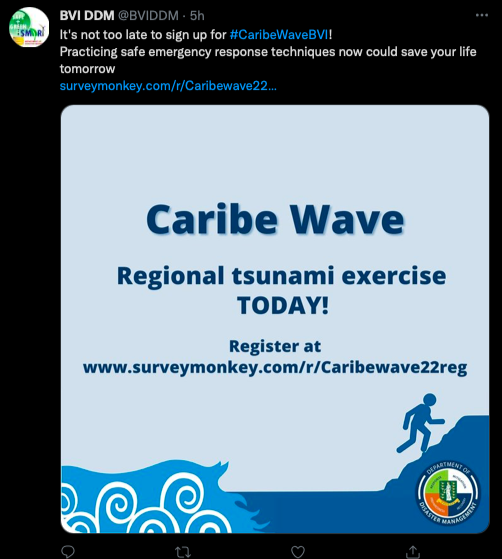 BVI DDM @BVIDDM · 5h
It's not too late to sign up for #CaribeWaveBVI!
Practicing safe emergency response techniques now could save your life
tomorrow
surveymonkey.com/r/Caribewave22...
Caribe Wave
Regional tsunami exercise
TODAY!
Register at
www.surveymonkey.com/r/Caribewave22reg
DEPARTMENT OF
DISASTER MANAGEMENT